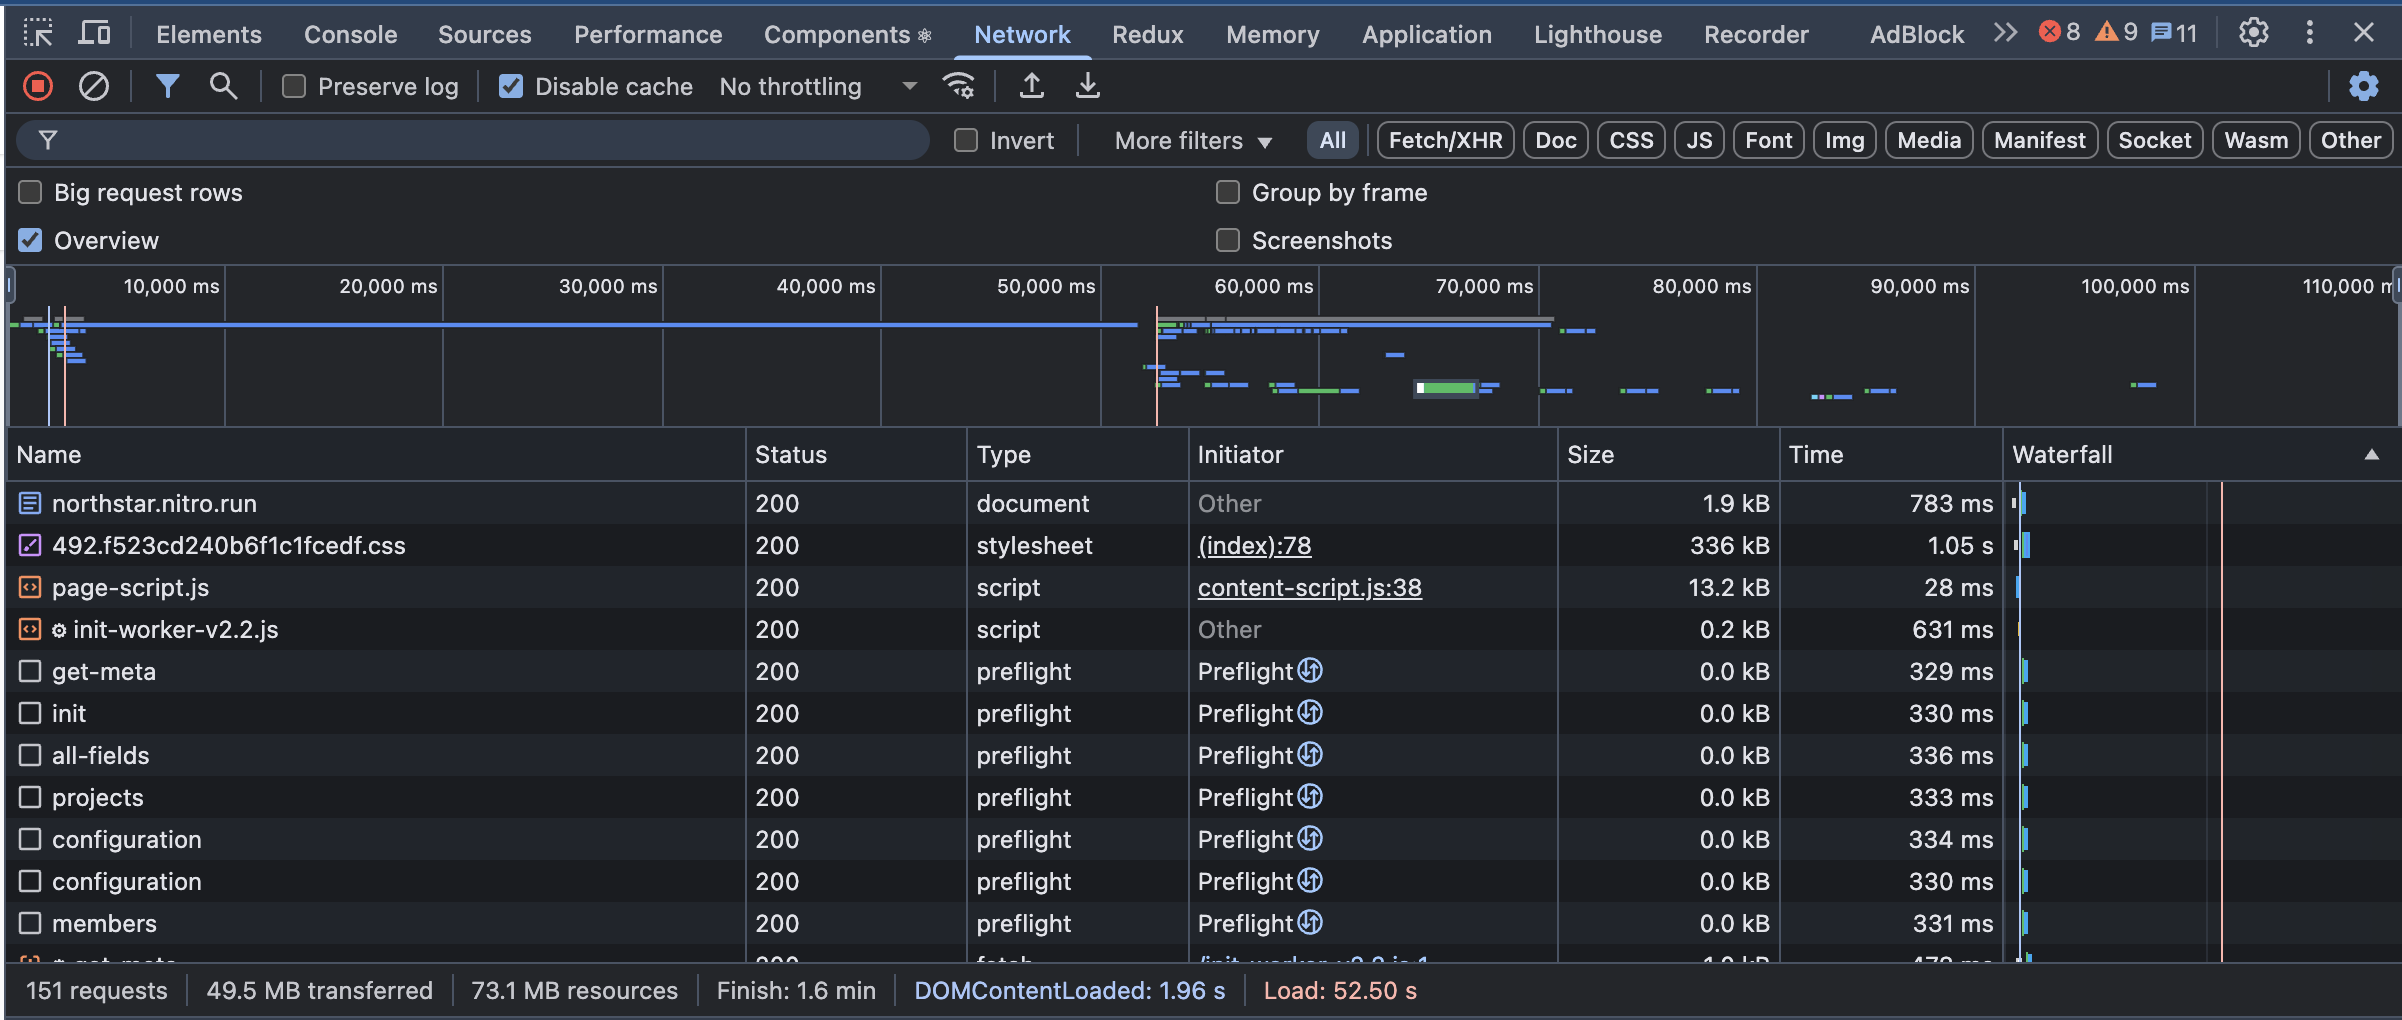 Elements Console Sources Performance Components Network Redux Memory Application Lighthouse Recorder AdBlock 8 9 11
Preserve log Disable cache No throttling
Invert More filters All Fetch/XHR Doc CSS JS Font Img Media Manifest Socket Wasm Other
Big request rows Group by frame
Overview Screenshots
10,000 ms 20,000 ms 30,000 ms 40,000 ms 50,000 ms 60,000 ms 70,000 ms 80,000 ms 90,000 ms 100,000 ms 110,000 m
Name Status Type Initiator Size Time Waterfall
northstar.nitro.run 200 document Other 1.9 kB 783 ms
492.f523cd240b6f1c1fcedf.css 200 stylesheet (index):78 336 kB 1.05 s
page-script.js 200 script content-script.js:38 13.2 kB 28 ms
init-worker-v2.2.js 200 script Other 0.2 kB 631 ms
get-meta 200 preflight Preflight 0.0 kB 329 ms
init 200 preflight Preflight 0.0 kB 330 ms
all-fields 200 preflight Preflight 0.0 kB 336 ms
projects 200 preflight Preflight 0.0 kB 333 ms
configuration 200 preflight Preflight 0.0 kB 334 ms
configuration 200 preflight Preflight 0.0 kB 330 ms
members 200 preflight Preflight 0.0 kB 331 ms
get-meta 200 fetch
151 requests 49.5 MB transferred 73.1 MB resources Finish: 1.6 min DOMContentLoaded: 1.96 s Load: 52.50 s